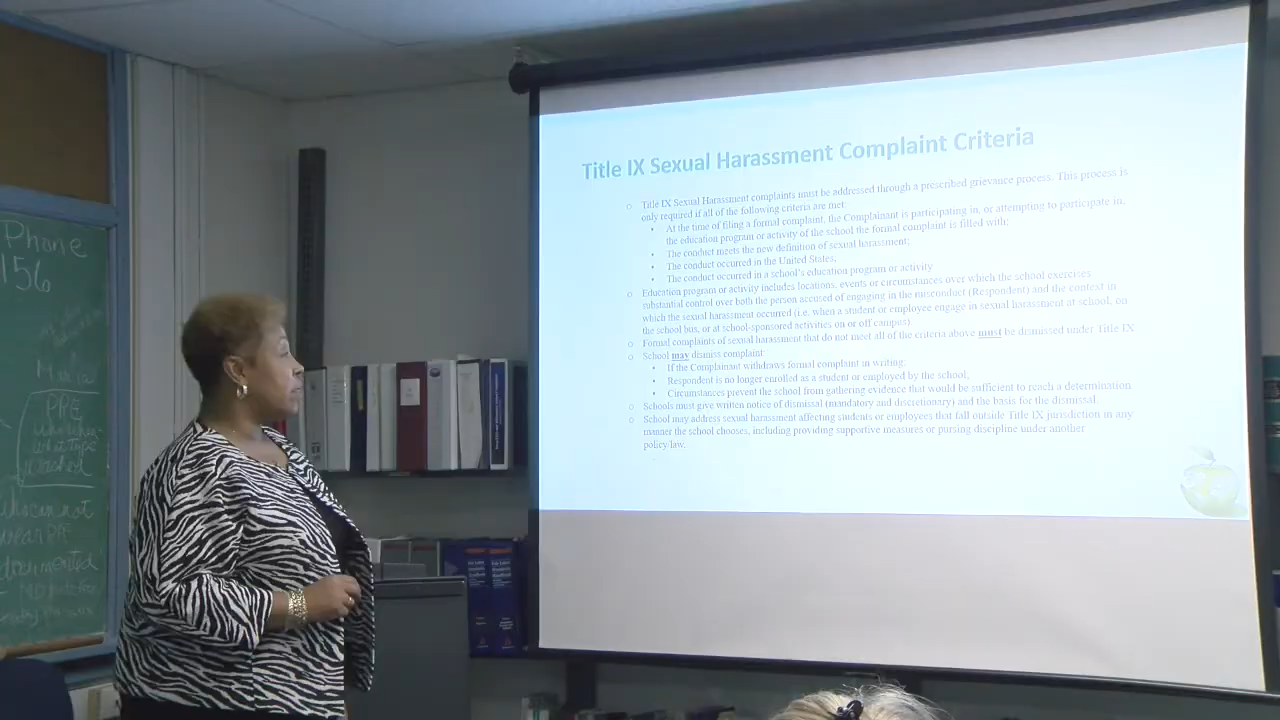 Phone
156
Media
PPE
what type
who cannot
wear PPE
documented
Title IX Sexual Harassment Complaint Criteria
Title IX Sexual Harassment complaints must be addressed through a prescribed grievance process. This process is
only required if all of the following criteria are met:
At the time of filing a formal complaint, the Complainant is participating in, or attempting to participate in,
the education program or activity of the school the formal complaint is filled with;
The conduct meets the new definition of sexual harassment;
The conduct occurred in the United States;
The conduct occurred in a school's education program or activity
Education program or activity includes locations, events or circumstances over which the school exercises
substantial control over both the person accused of engaging in the misconduct (Respondent) and the context in
which the sexual harassment occurred (i.e. when a student or employee engage in sexual harassment at school, on
the school bus, or at school-sponsored activities on or off campus)
Formal complaints of sexual harassment that do not meet all of the criteria above must be dismissed under Title IX
School may dismiss complaint
If the Complainant withdraws formal complaint in writing;
Respondent is no longer enrolled as a student or employed by the school;
Circumstances prevent the school from gathering evidence that would be sufficient to reach a determination
Schools must give written notice of dismissal (mandatory and discretionary) and the basis for the dismissal
School may address sexual harassment affecting students or employees that fall outside Title IX jurisdiction in any
manner the school chooses, including providing supportive measures or pursing discipline under another
policy/law.